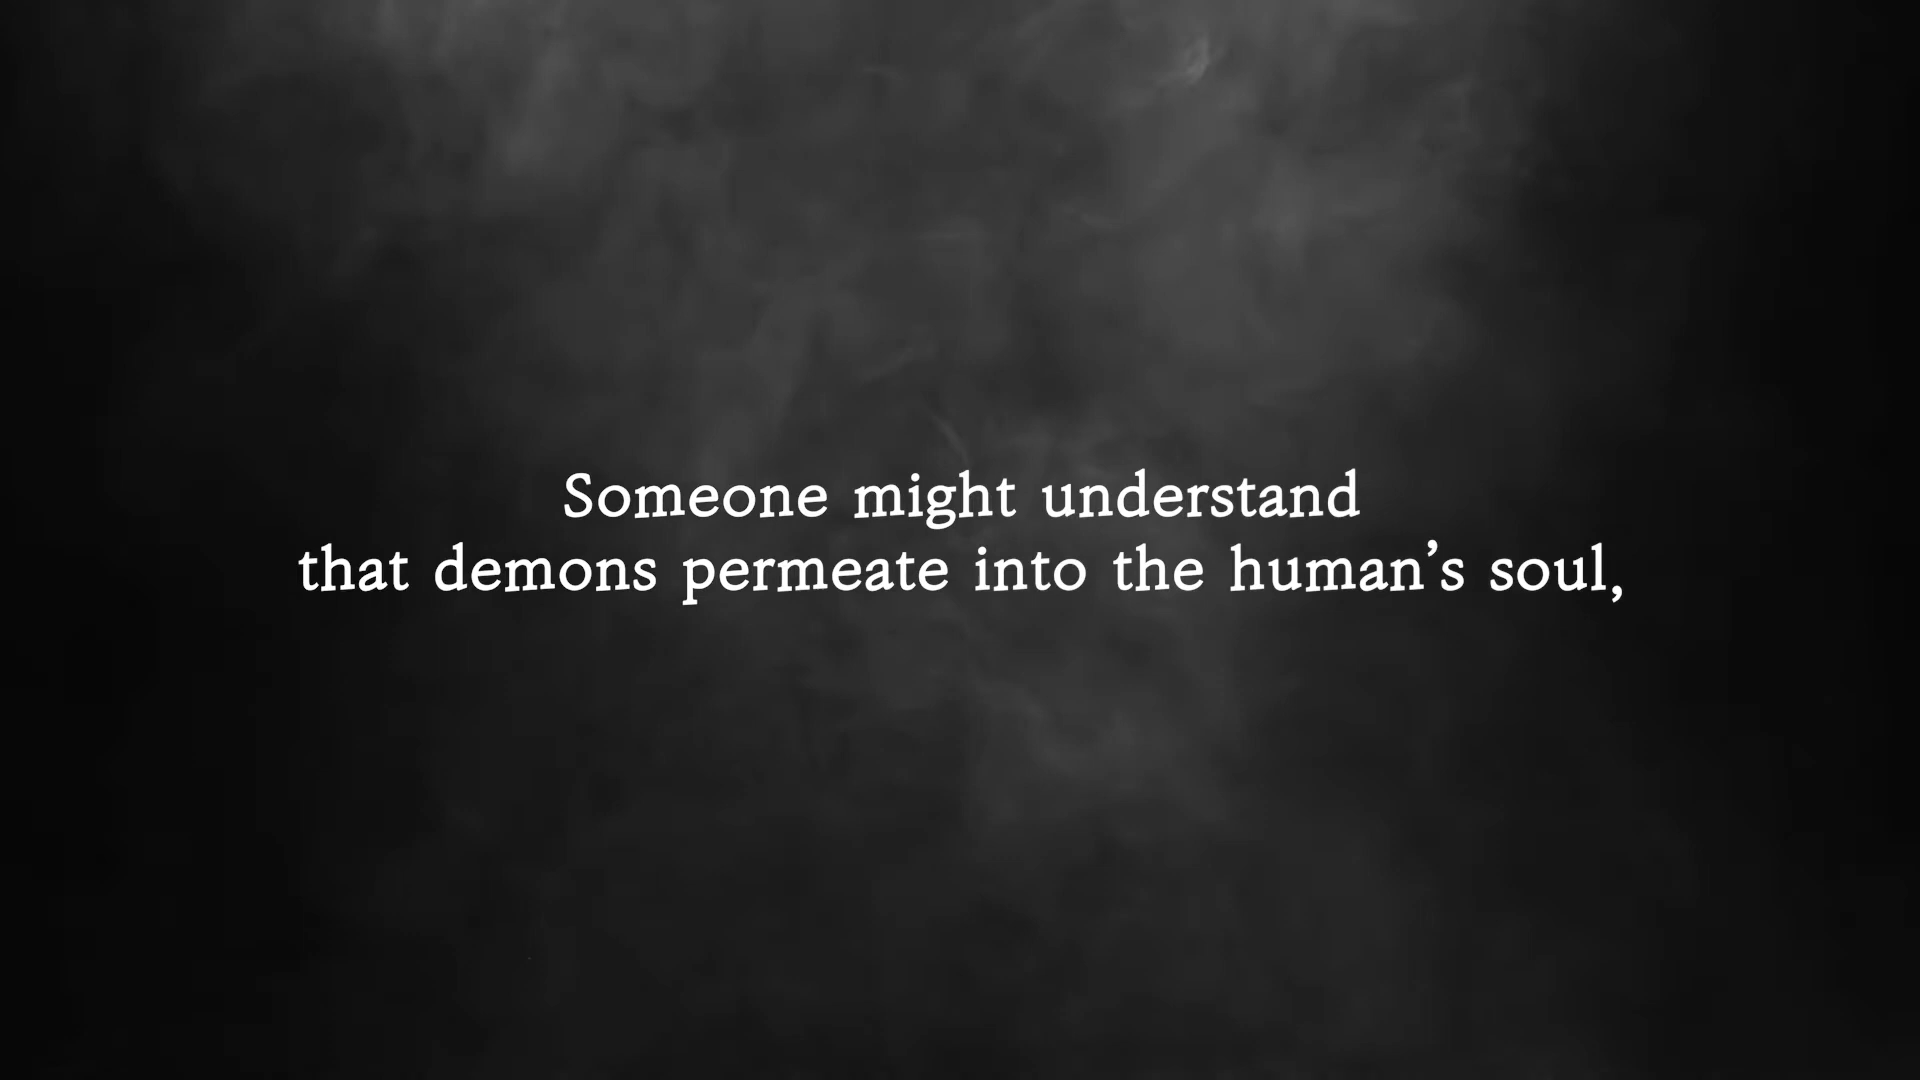 Someone might understand
that demons permeate into the human’s soul,